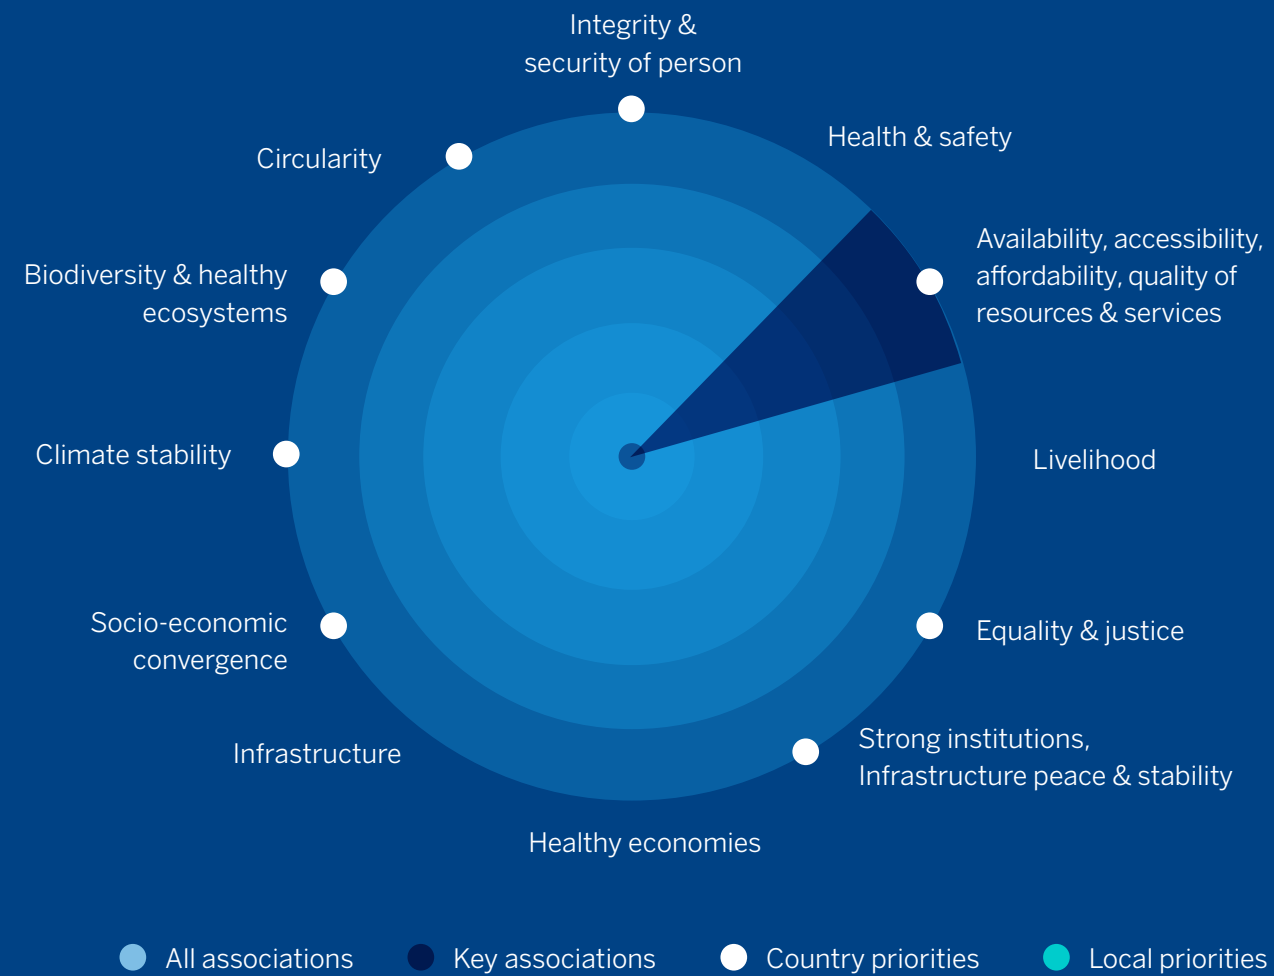 Integrity &
security of person
Health & safety
Circularity
Availability, accessibility,
affordability, quality of
resources & services
Biodiversity & healthy
ecosystems
Climate stability
Livelihood
Socio-economic
convergence
Equality & justice
Infrastructure
Strong institutions,
Infrastructure peace & stability
Healthy economies
All associations
Key associations
Country priorities
Local priorities